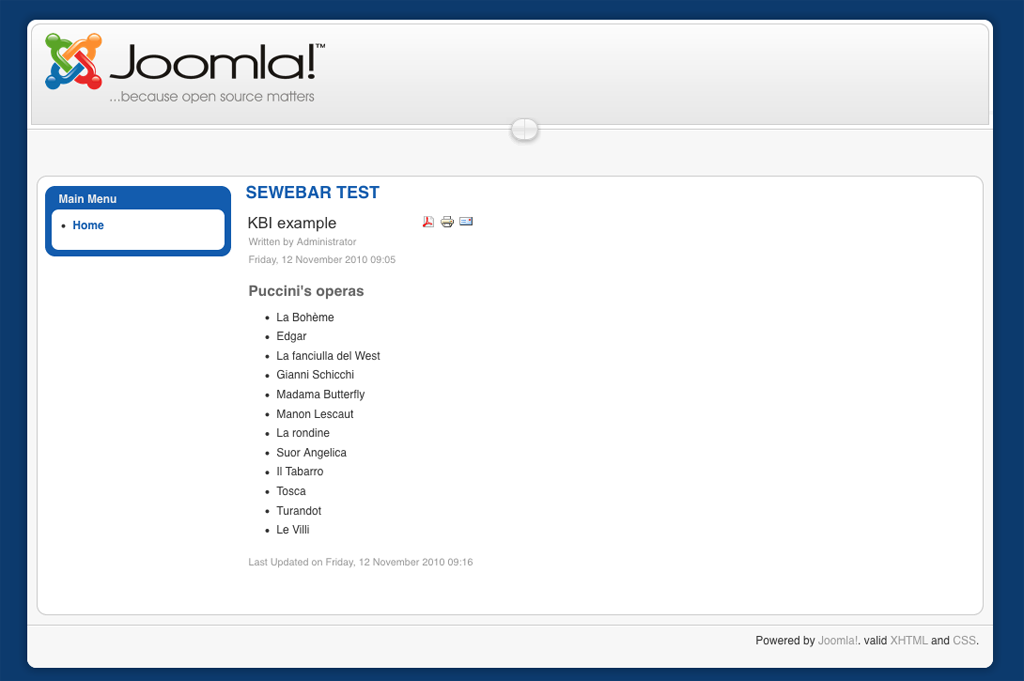 Joomla!™
...because open source matters
Main Menu
Home
SEWEBAR TEST
KBI example
Written by Administrator
Friday, 12 November 2010 09:05
Puccini's operas
La Bohème
Edgar
La fanciulla del West
Gianni Schicchi
Madama Butterfly
Manon Lescaut
La rondine
Suor Angelica
Il Tabarro
Tosca
Turandot
Le Villi
Last Updated on Friday, 12 November 2010 09:16
Powered by Joomla!. valid XHTML and CSS.